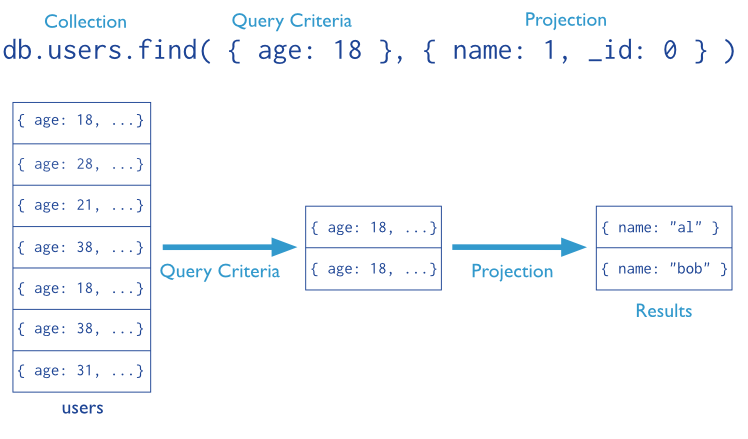 Collection Query Criteria Projection
db.users.find( { age: 18 }, { name: 1, _id: 0 } )
{ age: 18, ...}
{ age: 28, ...}
{ age: 21, ...}
{ age: 38, ...}
{ age: 18, ...}
{ age: 38, ...}
{ age: 31, ...}
users
Query Criteria
{ age: 18, ...}
{ age: 18, ...}
Projection
{ name: "al" }
{ name: "bob" }
Results